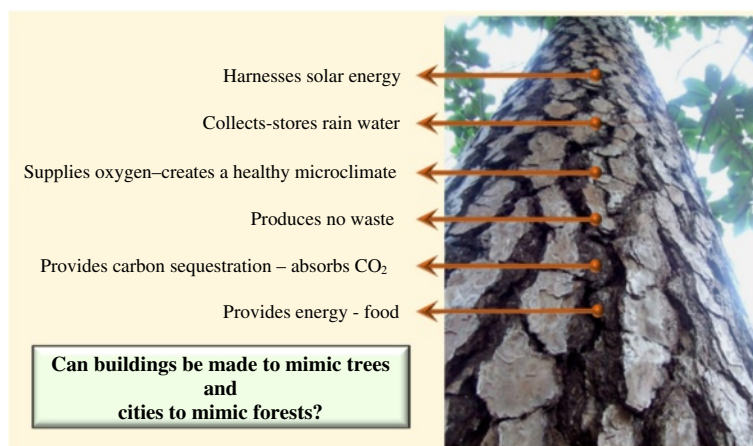 Harnesses solar energy
Collects-stores rain water
Supplies oxygen–creates a healthy microclimate
Produces no waste
Provides carbon sequestration – absorbs CO₂
Provides energy - food
Can buildings be made to mimic trees
and
cities to mimic forests?